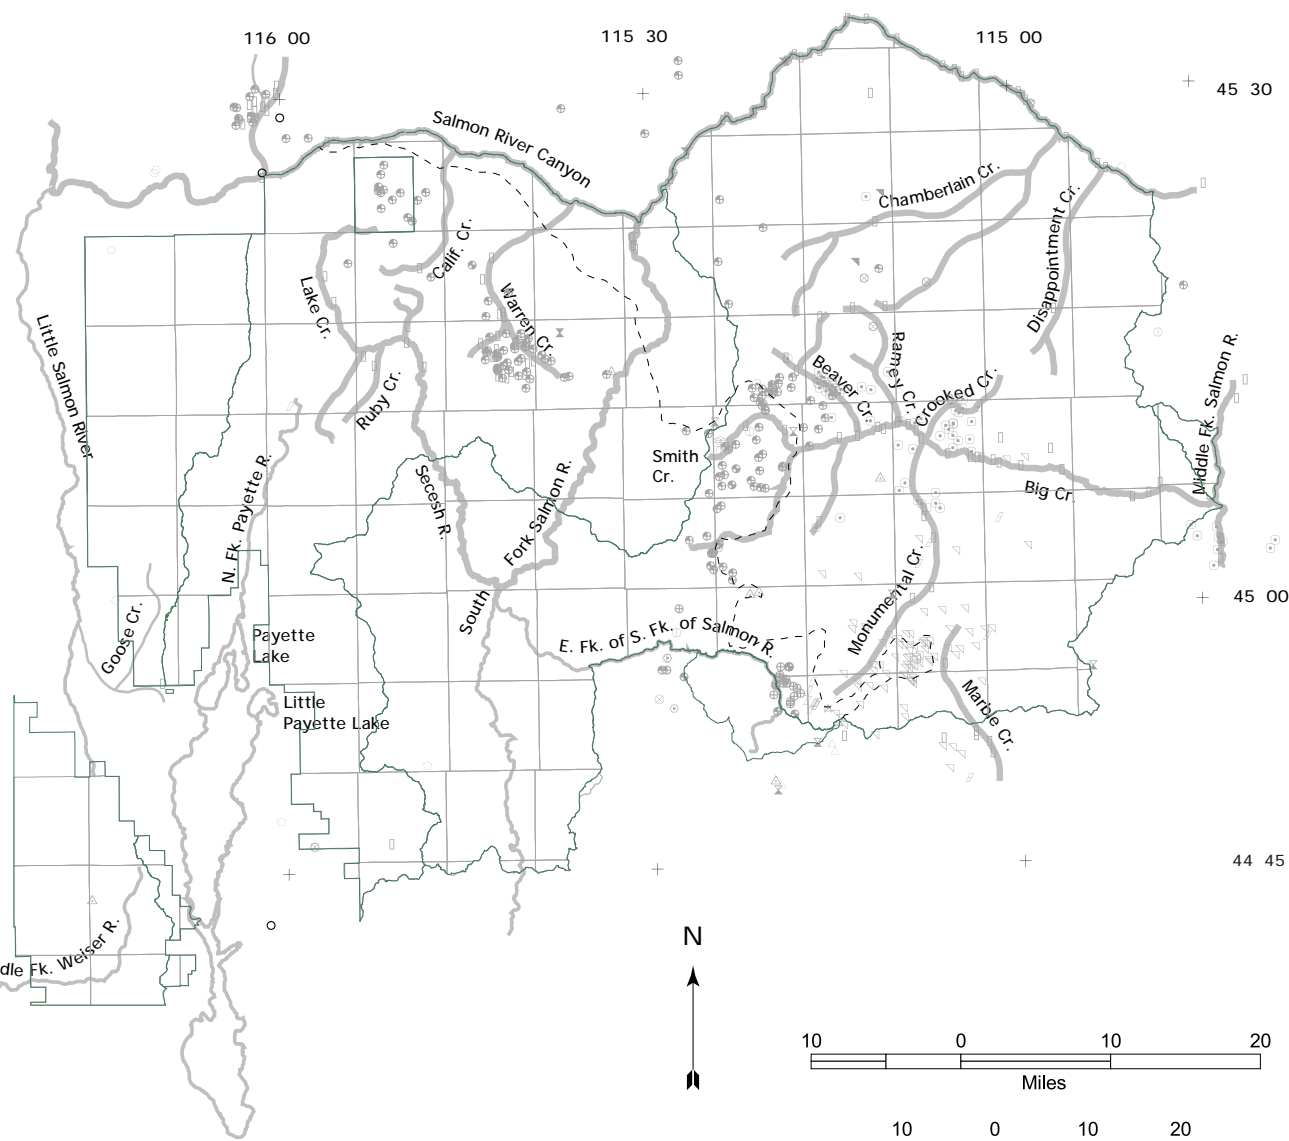 116 00
115 30
115 00
45 30
Salmon River Canyon
Chamberlain Cr.
Disappointment Cr.
Calif. Cr.
Lake Cr.
Warren Cr.
Little Salmon River
Ramey Cr.
Middle Fk. Salmon R.
Beaver Cr.
Crooked Cr.
Ruby Cr.
Smith
Cr.
N. Fk. Payette R.
Secesh R.
Fork Salmon R.
South
Big Cr.
Monumental Cr.
45 00
Goose Cr.
Payette
Lake
E. Fk. of S. Fk. of Salmon R.
Little
Payette Lake
Marble Cr.
44 45
dle Fk. Weiser R.
N
10 0 10 20
Miles
10 0 10 20